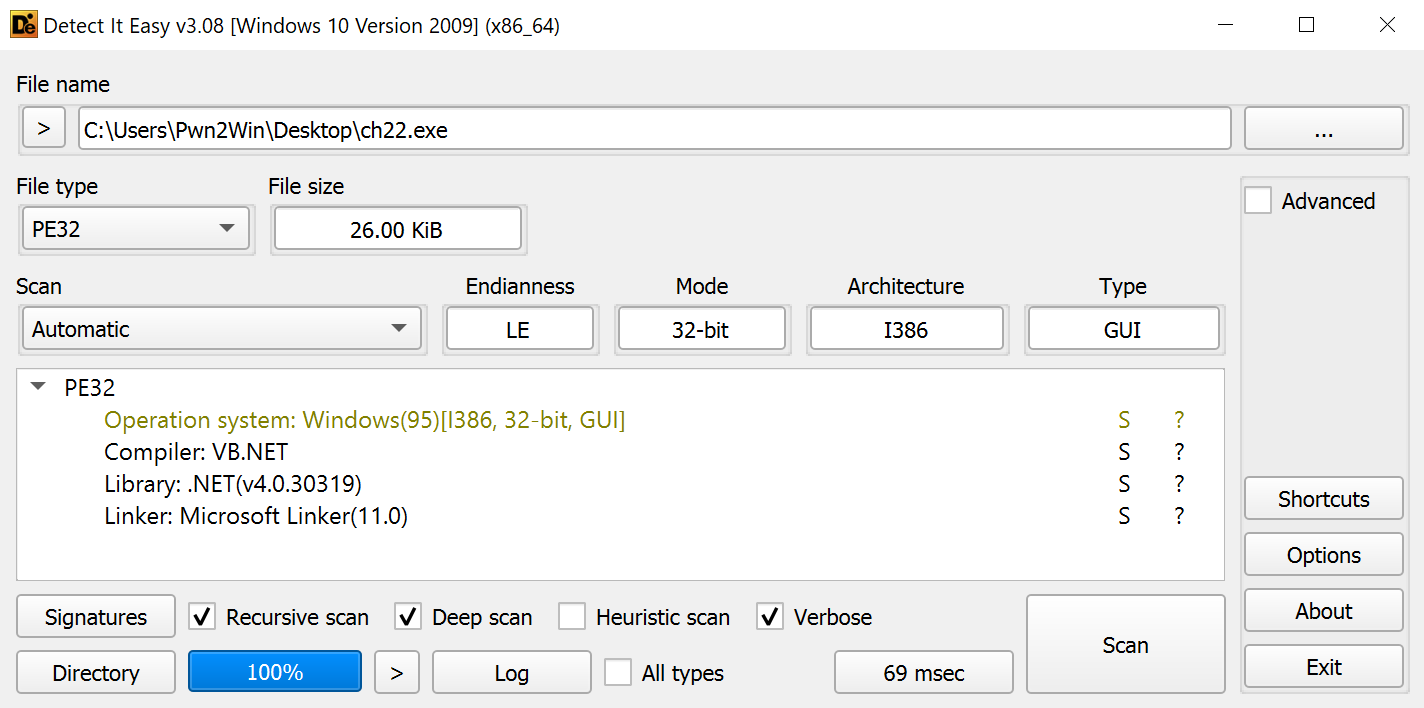 Detect It Easy v3.08 [Windows 10 Version 2009] (x86_64)
File name
> C:\Users\Pwn2Win\Desktop\ch22.exe ...
File type File size
PE32 26.00 KiB Advanced
Scan Endianness Mode Architecture Type
Automatic LE 32-bit I386 GUI
PE32
Operation system: Windows(95)[I386, 32-bit, GUI] S ?
Compiler: VB.NET S ?
Library: .NET(v4.0.30319) S ?
Linker: Microsoft Linker(11.0) S ?
Shortcuts
Options
About
Exit
Signatures Recursive scan Deep scan Heuristic scan Verbose
Directory 100% > Log All types 69 msec Scan